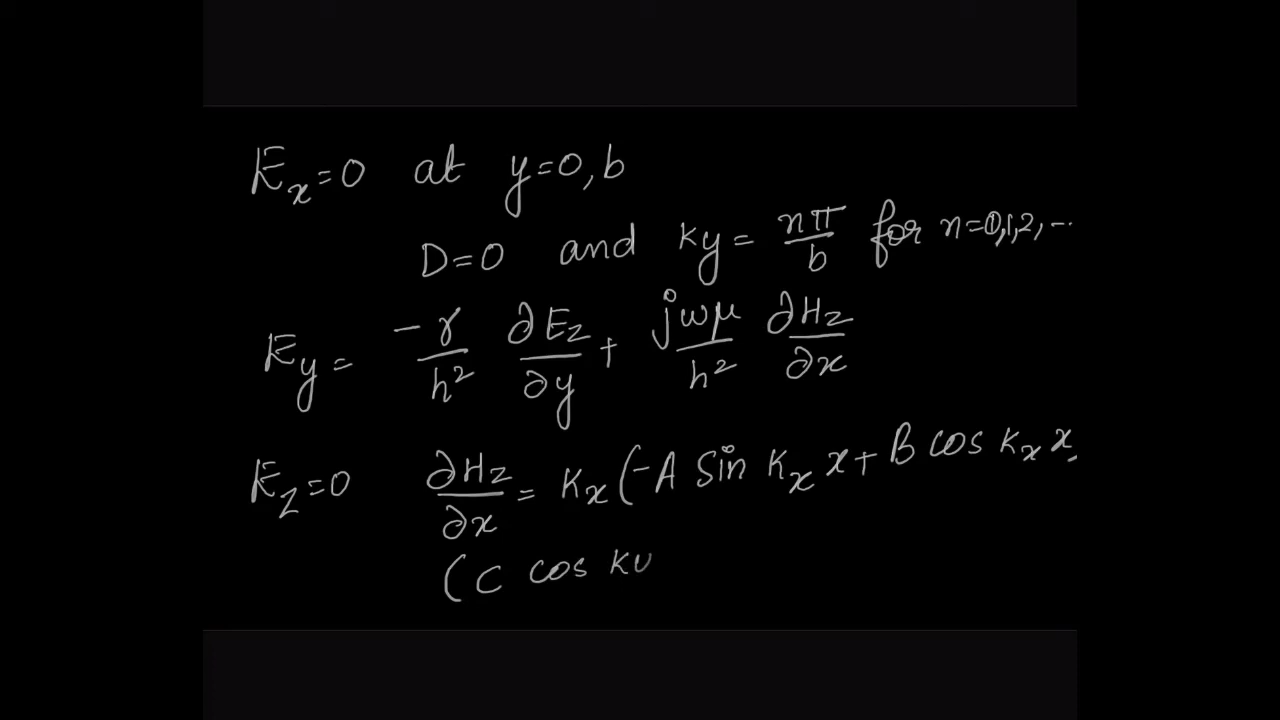 Ex=0 at y=0,b
D=0 and ky = nπ/b for n=0,1,2,...
Ey = -γ/h² ∂Ez/∂y + jωμ/h² ∂Hz/∂x
Ez=0 ∂Hz/∂x = Kx (-A Sin Kx x + B cos Kx x
(C cos